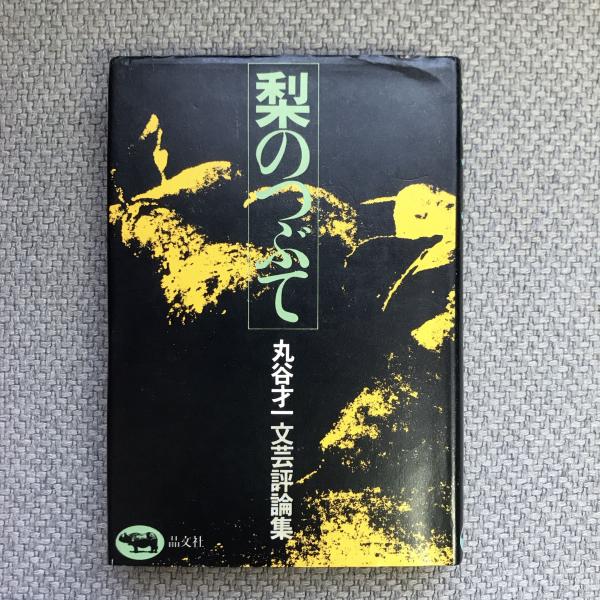 梨のつぶて
丸谷才一文芸評論集
晶文社